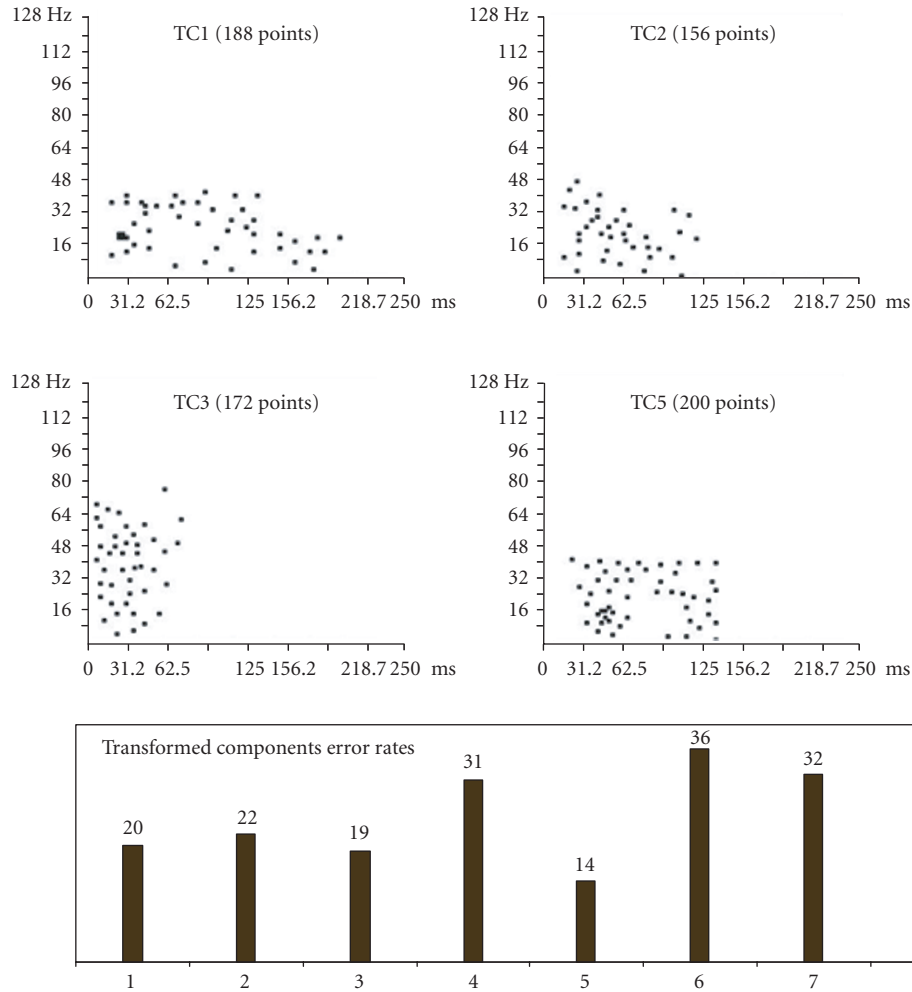 128 Hz
TC1 (188 points)
112
96
80
64
48
32
16
0 31.2 62.5 125 156.2 218.7 250 ms
128 Hz
TC2 (156 points)
112
96
80
64
48
32
16
0 31.2 62.5 125 156.2 218.7 250 ms
128 Hz
TC3 (172 points)
112
96
80
64
48
32
16
0 31.2 62.5 125 156.2 218.7 250 ms
128 Hz
TC5 (200 points)
112
96
80
64
48
32
16
0 31.2 62.5 125 156.2 218.7 250 ms
Transformed components error rates
20 22 19 31 14 36 32
1 2 3 4 5 6 7